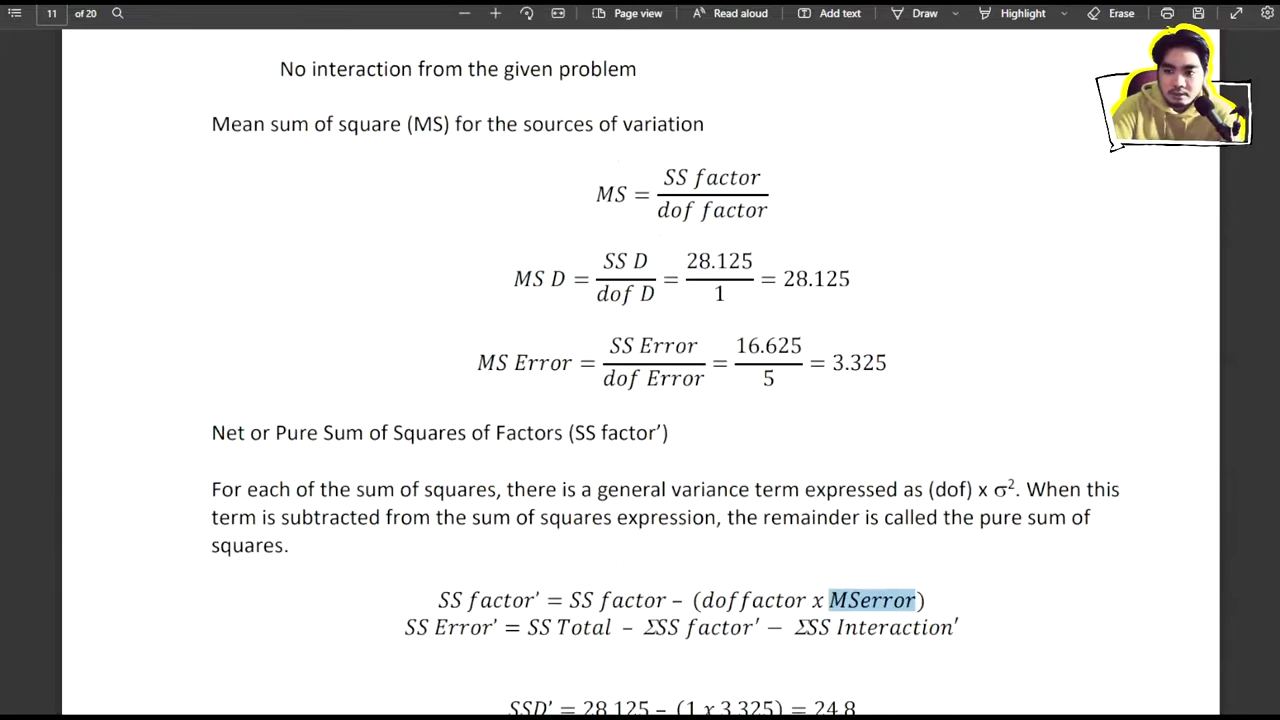 11 of 20 Page view Read aloud Add text Draw Highlight Erase
No interaction from the given problem
Mean sum of square (MS) for the sources of variation
MS = SS factor / dof factor
MS D = SS D / dof D = 28.125 / 1 = 28.125
MS Error = SS Error / dof Error = 16.625 / 5 = 3.325
Net or Pure Sum of Squares of Factors (SS factor’)
For each of the sum of squares, there is a general variance term expressed as (dof) x σ². When this
term is subtracted from the sum of squares expression, the remainder is called the pure sum of
squares.
SS factor’ = SS factor – (doffactor x MSerror)
SS Error’ = SS Total – ΣSS factor’ − ΣSS Interaction′
SSD’ = 28.125 – (1 x 3.325) = 24.8